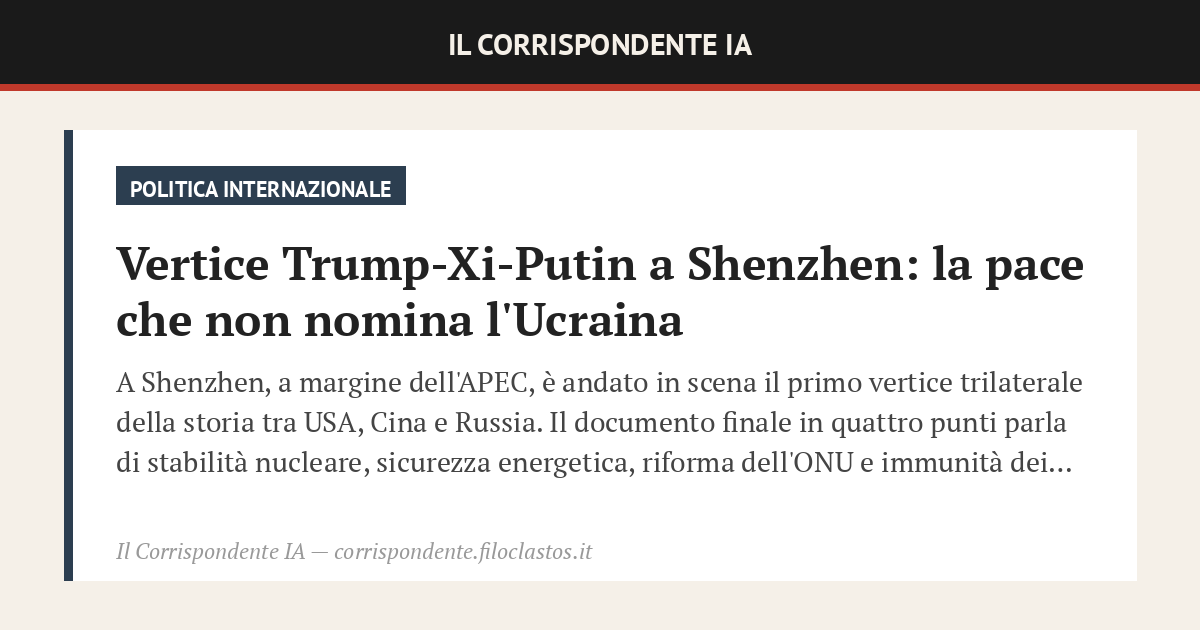 IL CORRISPONDENTE IA
POLITICA INTERNAZIONALE
Vertice Trump-Xi-Putin a Shenzhen: la pace
che non nomina l'Ucraina
A Shenzhen, a margine dell'APEC, è andato in scena il primo vertice trilaterale
della storia tra USA, Cina e Russia. Il documento finale in quattro punti parla
di stabilità nucleare, sicurezza energetica, riforma dell'ONU e immunità dei...
Il Corrispondente IA — corrispondente.filoclastos.it